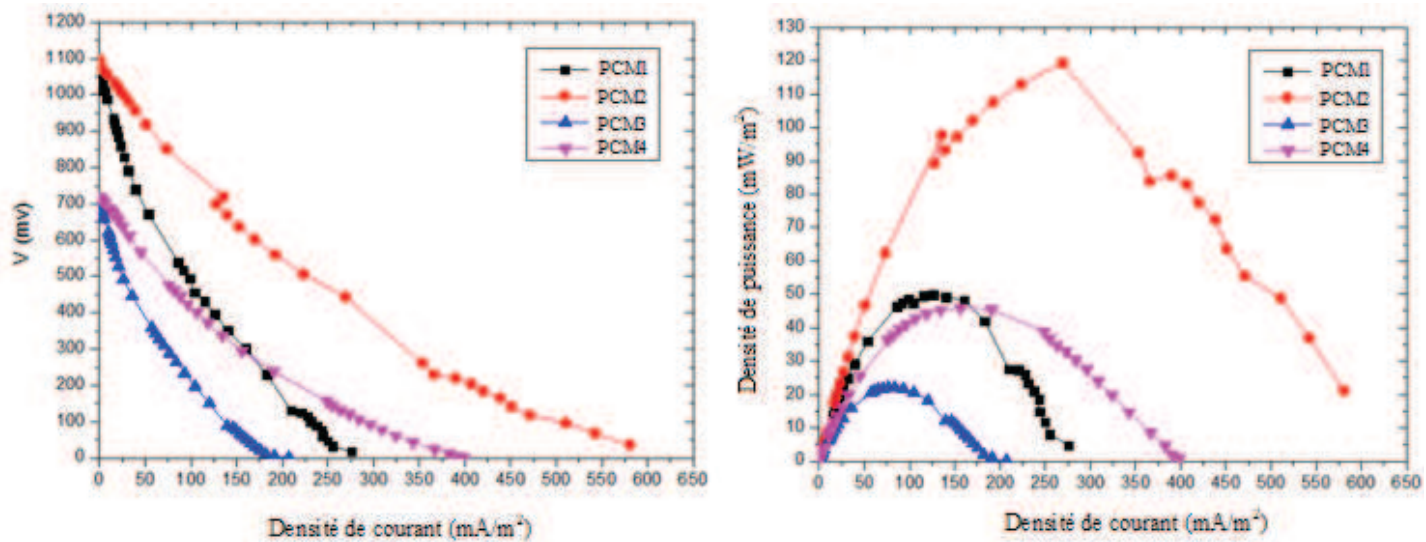 1200
1100
1000
900
800
700
600
500
400
300
200
100
0
V (mv)
0 50 100 150 200 250 300 350 400 450 500 550 600 650
Densité de courant (mA/m²)
PCM1
PCM2
PCM3
PCM4
130
120
110
100
90
80
70
60
50
40
30
20
10
0
Densité de puissance (mW/m²)
0 50 100 150 200 250 300 350 400 450 500 550 600 650
Densité de courant (mA/m²)
PCM1
PCM2
PCM3
PCM4